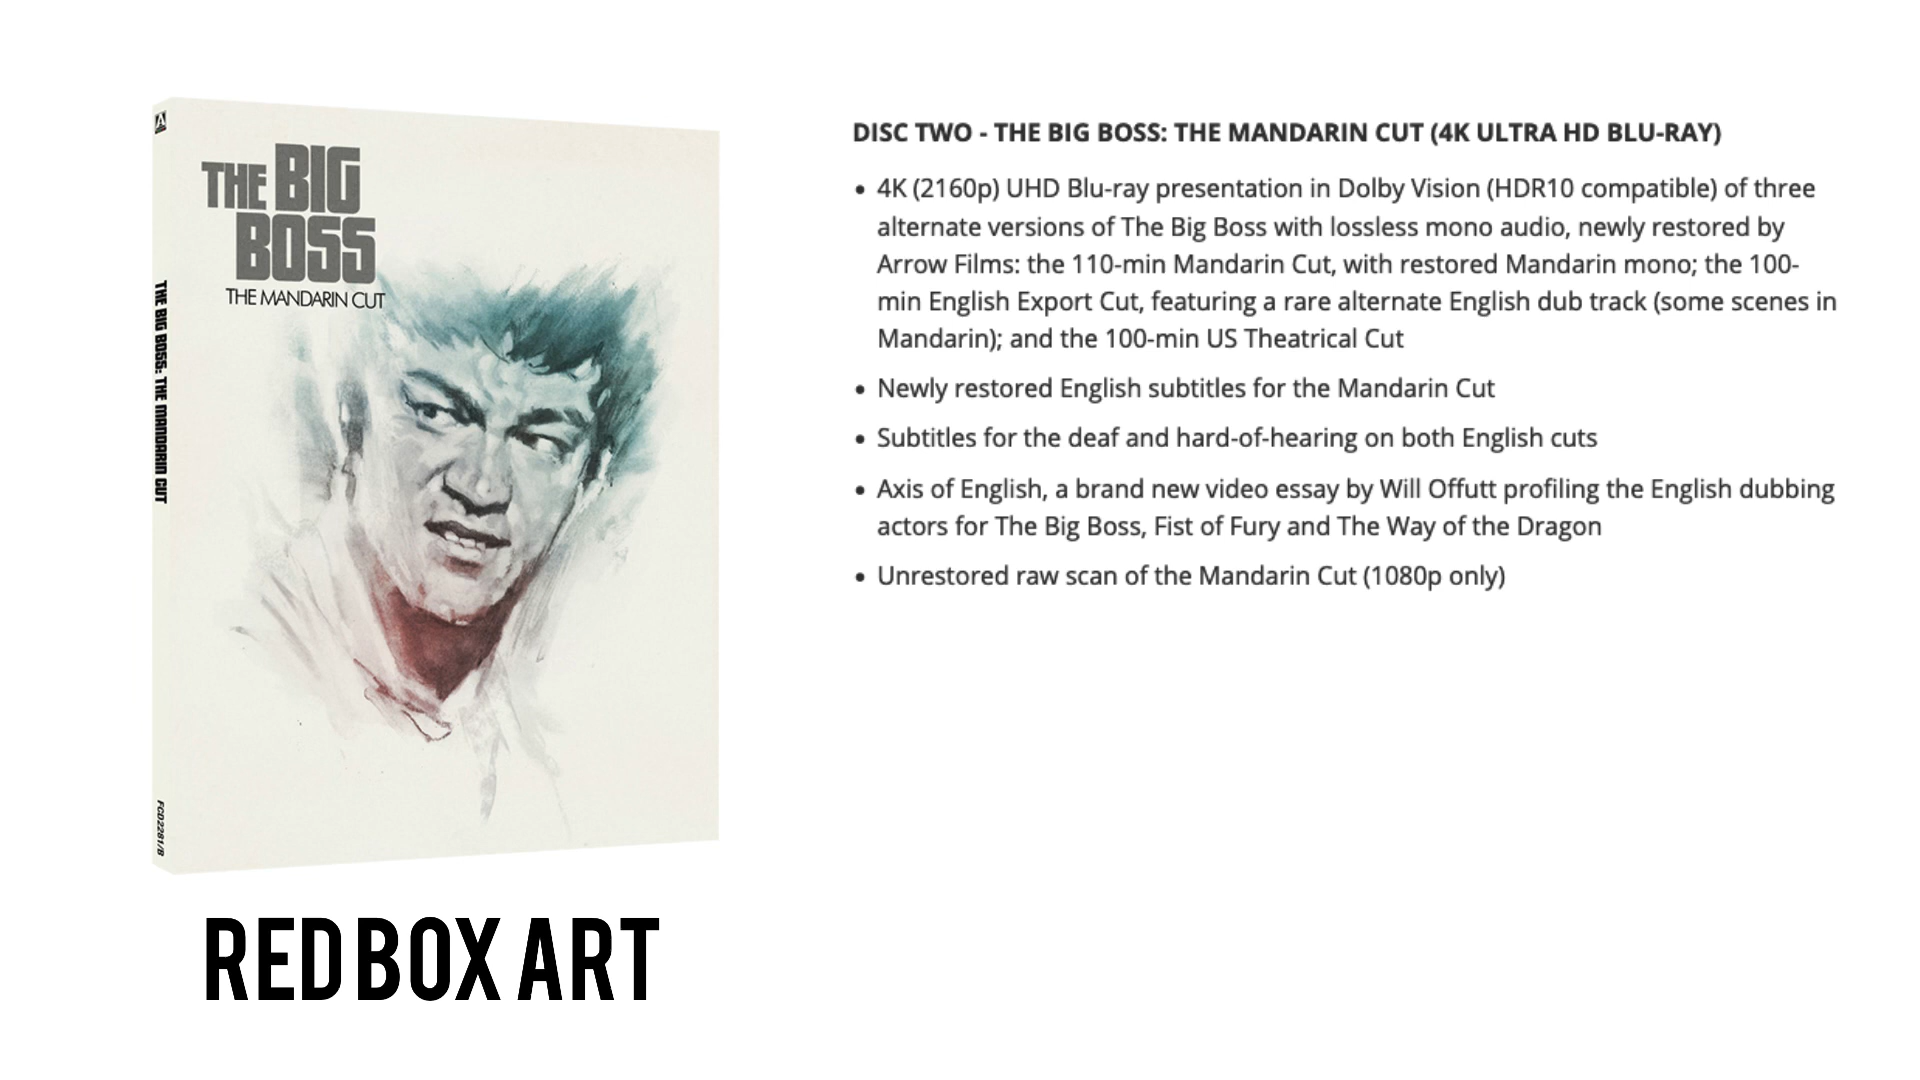 THE BIG
BOSS
THE MANDARIN CUT
THE BIG BOSS: THE MANDARIN CUT
FCD2281/B
RED BOX ART
DISC TWO - THE BIG BOSS: THE MANDARIN CUT (4K ULTRA HD BLU-RAY)
• 4K (2160p) UHD Blu-ray presentation in Dolby Vision (HDR10 compatible) of three
alternate versions of The Big Boss with lossless mono audio, newly restored by
Arrow Films: the 110-min Mandarin Cut, with restored Mandarin mono; the 100-
min English Export Cut, featuring a rare alternate English dub track (some scenes in
Mandarin); and the 100-min US Theatrical Cut
• Newly restored English subtitles for the Mandarin Cut
• Subtitles for the deaf and hard-of-hearing on both English cuts
• Axis of English, a brand new video essay by Will Offutt profiling the English dubbing
actors for The Big Boss, Fist of Fury and The Way of the Dragon
• Unrestored raw scan of the Mandarin Cut (1080p only)